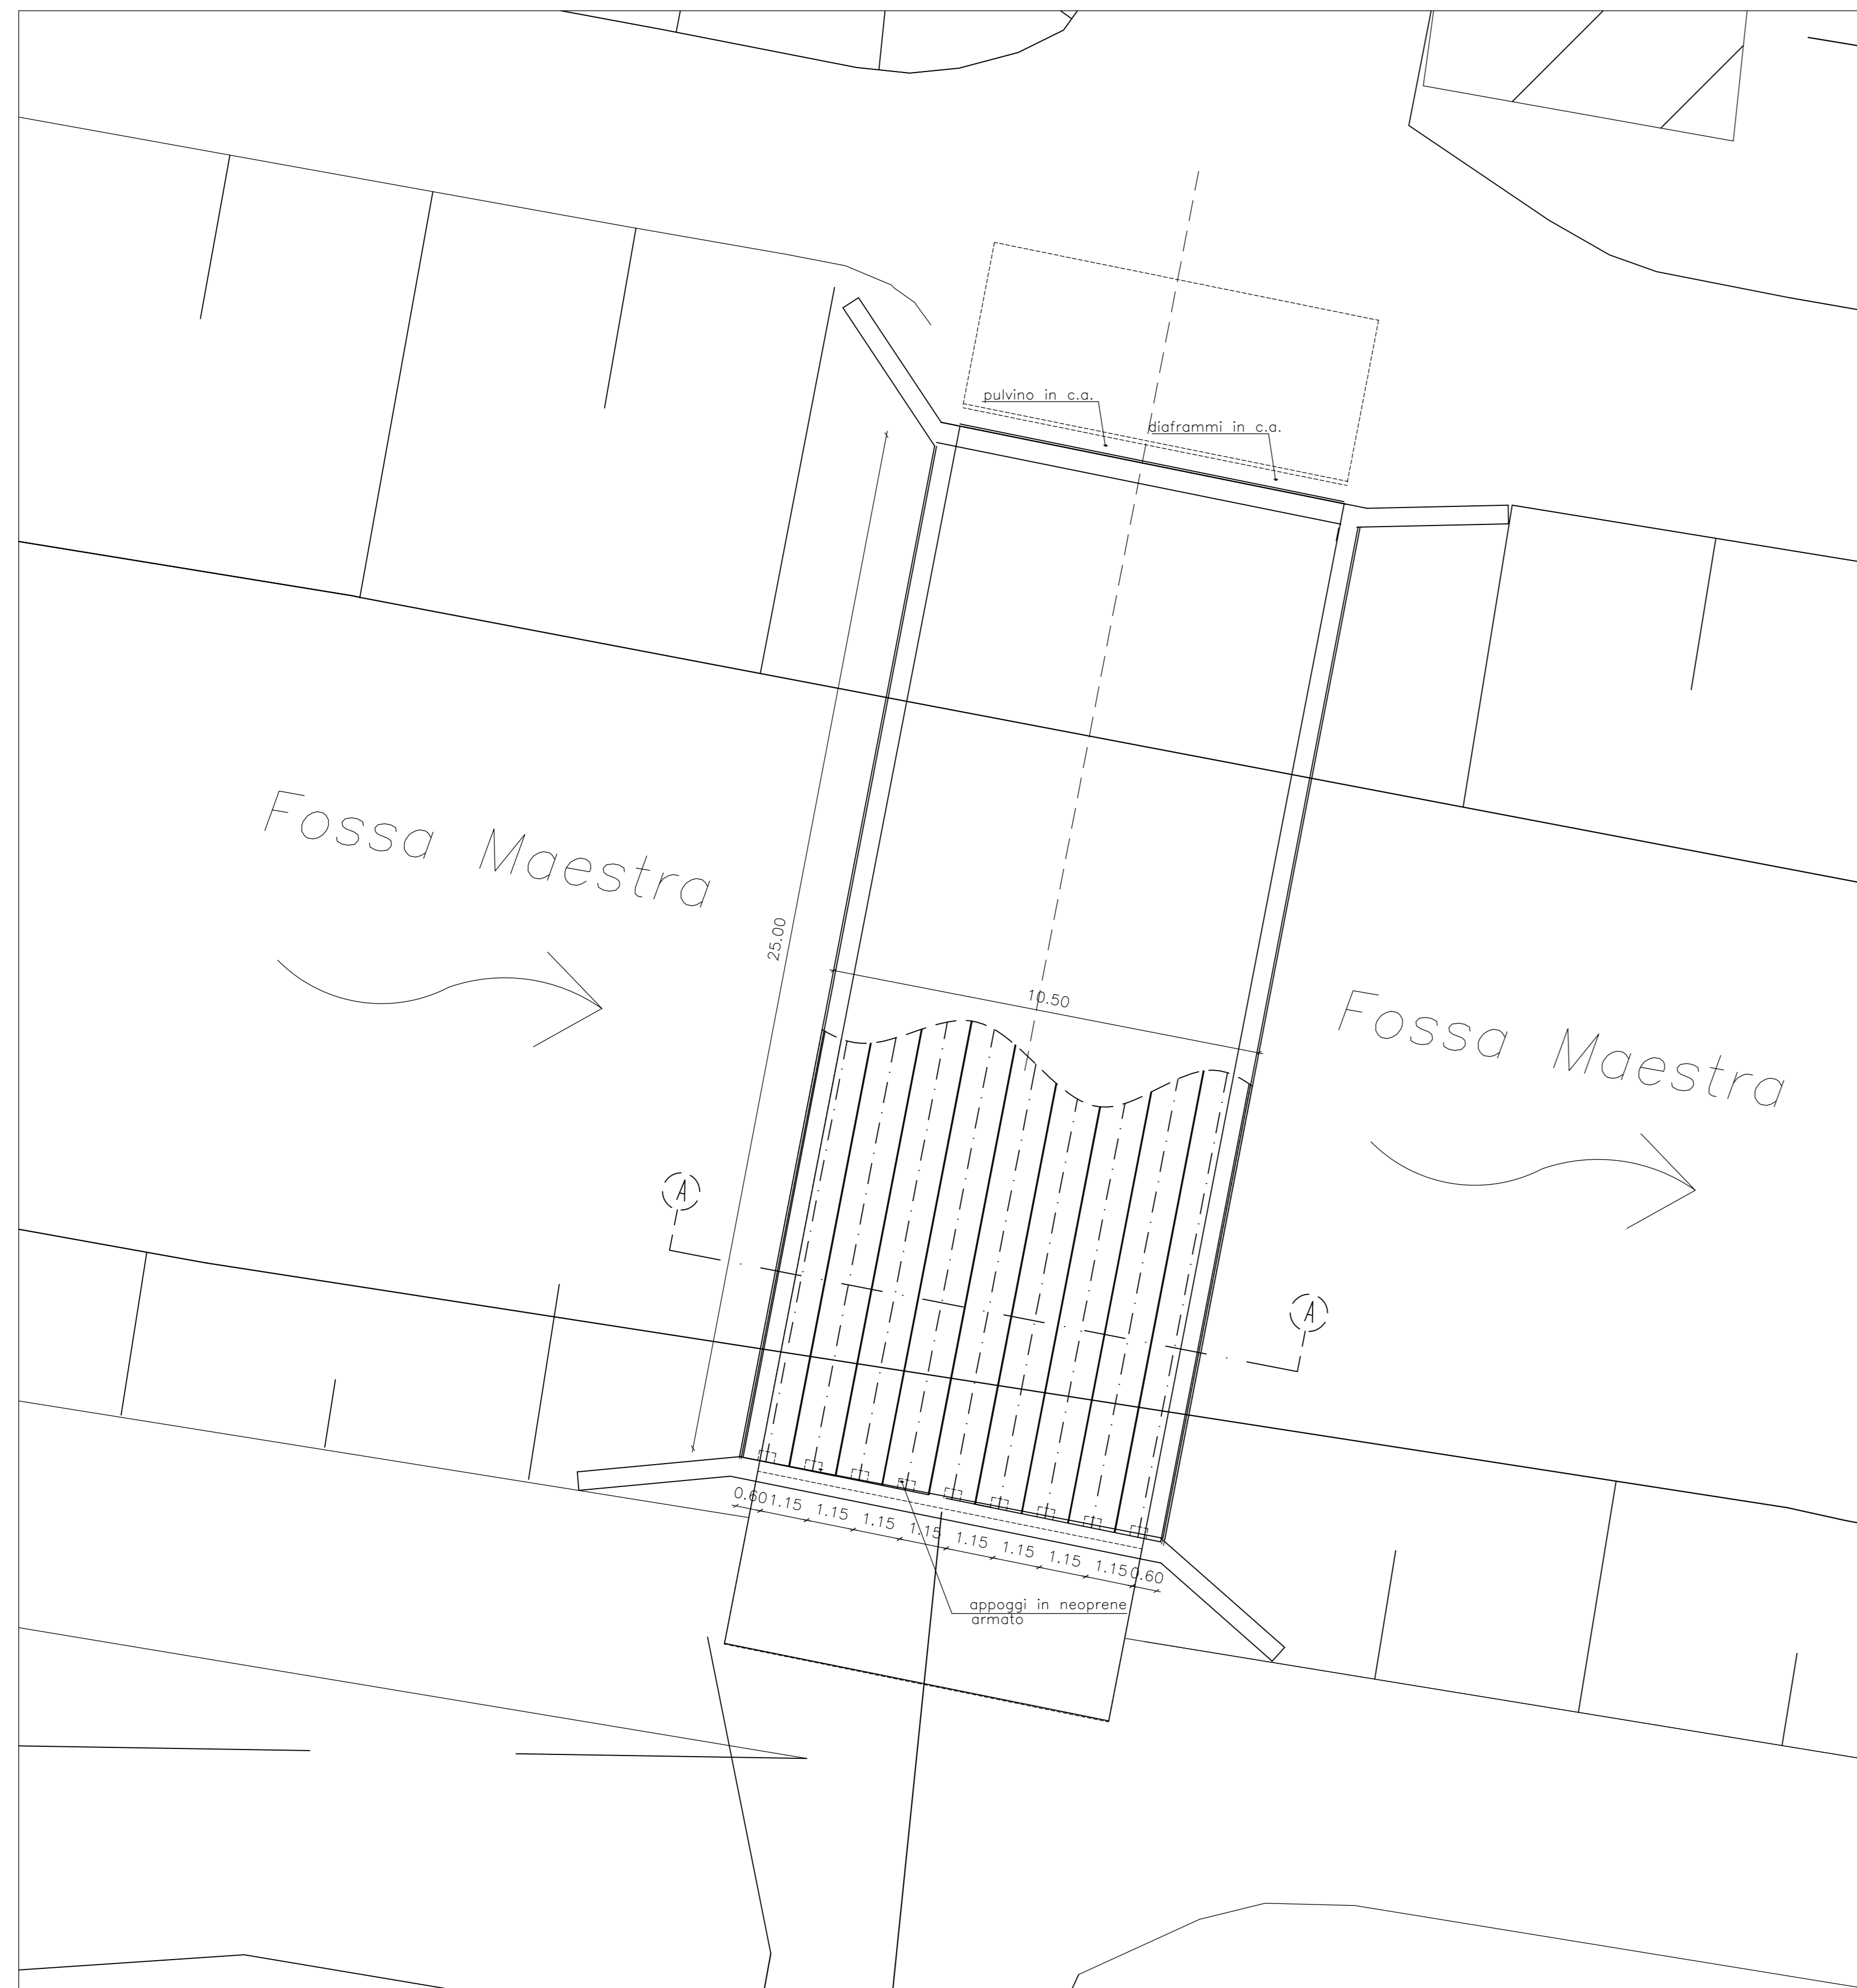 pulvino in c.a.
diaframmi in c.a.
Fossa Maestra
25.00
10.50
Fossa Maestra
A
A
0.60 1.15 1.15 1.15 1.15 1.15 1.15 1.15 1.15 0.60
appoggi in neoprene
armato